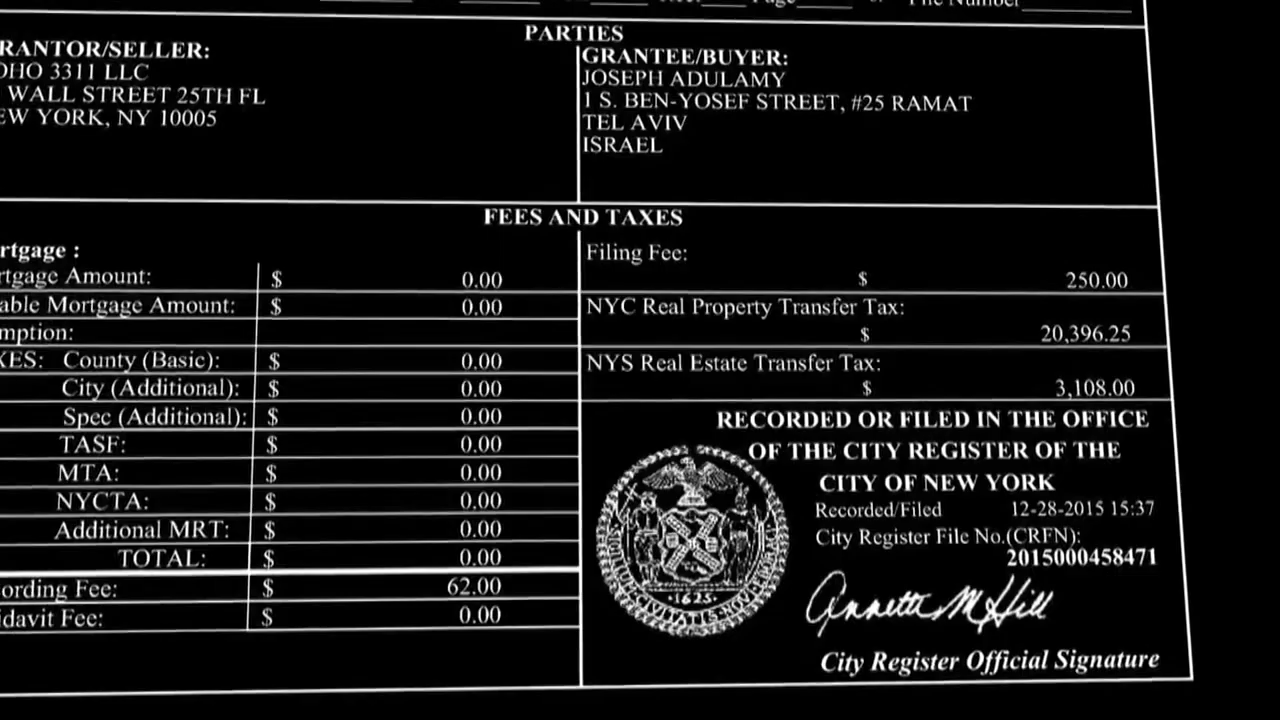 File Number
PARTIES
RANTOR/SELLER:
OHO 3311 LLC
WALL STREET 25TH FL
EW YORK, NY 10005
GRANTEE/BUYER:
JOSEPH ADULAMY
1 S. BEN-YOSEF STREET, #25 RAMAT
TEL AVIV
ISRAEL
FEES AND TAXES
rtgage :
rtgage Amount: $ 0.00
able Mortgage Amount: $ 0.00
mption:
XES: County (Basic): $ 0.00
City (Additional): $ 0.00
Spec (Additional): $ 0.00
TASF: $ 0.00
MTA: $ 0.00
NYCTA: $ 0.00
Additional MRT: $ 0.00
TOTAL: $ 0.00
ording Fee: $ 62.00
idavit Fee: $ 0.00
Filing Fee:
$ 250.00
NYC Real Property Transfer Tax:
$ 20,396.25
NYS Real Estate Transfer Tax:
$ 3,108.00
RECORDED OR FILED IN THE OFFICE
OF THE CITY REGISTER OF THE
CITY OF NEW YORK
Recorded/Filed 12-28-2015 15:37
City Register File No.(CRFN):
2015000458471
1625
Annette M Hill
City Register Official Signature